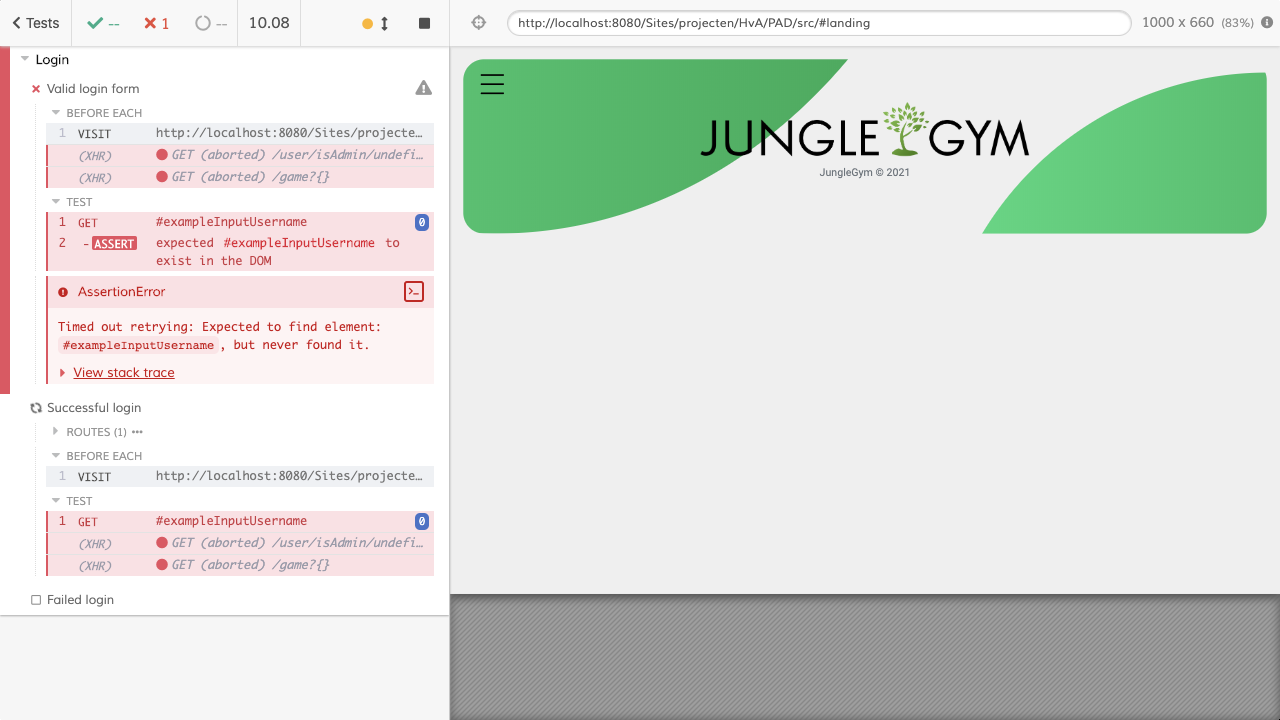 Tests
--
1
--
10.08
http://localhost:8080/Sites/projecten/HvA/PAD/src/#landing
1000 x 660 (83%)
Login
Valid login form
BEFORE EACH
1 VISIT http://localhost:8080/Sites/projecte…
(XHR) GET (aborted) /user/isAdmin/undefi…
(XHR) GET (aborted) /game?{}
TEST
1 GET #exampleInputUsername 0
2 -ASSERT expected #exampleInputUsername to
exist in the DOM
AssertionError
Timed out retrying: Expected to find element:
#exampleInputUsername, but never found it.
View stack trace
Successful login
ROUTES (1)
BEFORE EACH
1 VISIT http://localhost:8080/Sites/projecte…
TEST
1 GET #exampleInputUsername 0
(XHR) GET (aborted) /user/isAdmin/undefi…
(XHR) GET (aborted) /game?{}
Failed login
JUNGLE GYM
JungleGym © 2021